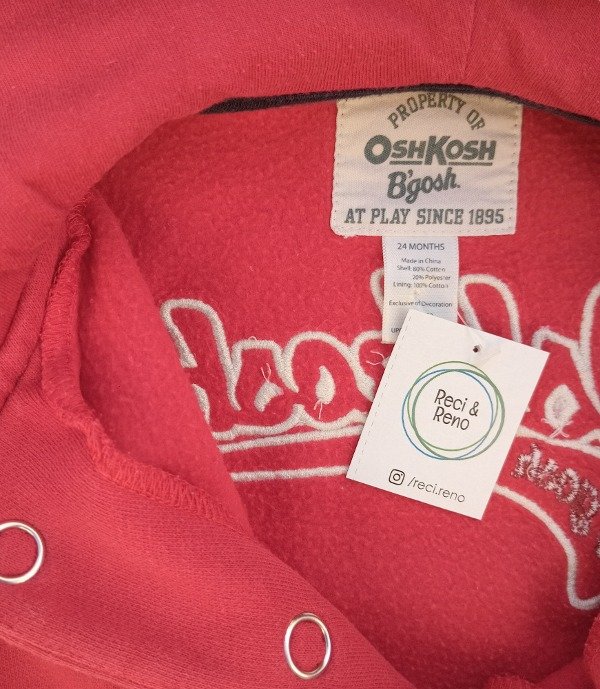 PROPERTY OF
OSHKOSH
B'gosh.
AT PLAY SINCE 1895
24 MONTHS
Made in China
Shell: 80% Cotton
20% Polyester
Lining: 100% Cotton
Exclusive of Decoration
Reci &
Reno
/reci.reno